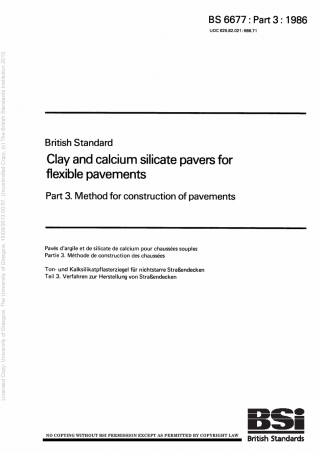 BS 6677 : Part 3 : 1986
UDC 625.82.021: 666.71
British Standard
Clay and calcium silicate pavers for
flexible pavements
Part 3. Method for construction of pavements
Pavés d'argile et de silicate de calcium pour chaussées souples
Partie 3. Méthode de construction des chaussées
Ton- und Kalksilikatpflasterziegel für nichtstarre Straßendecken
Teil 3. Verfahren zur Herstellung von Straßendecken
NO COPYING WITHOUT BSI PERMISSION EXCEPT AS PERMITTED BY COPYRIGHT LAW
BSi
British Standards